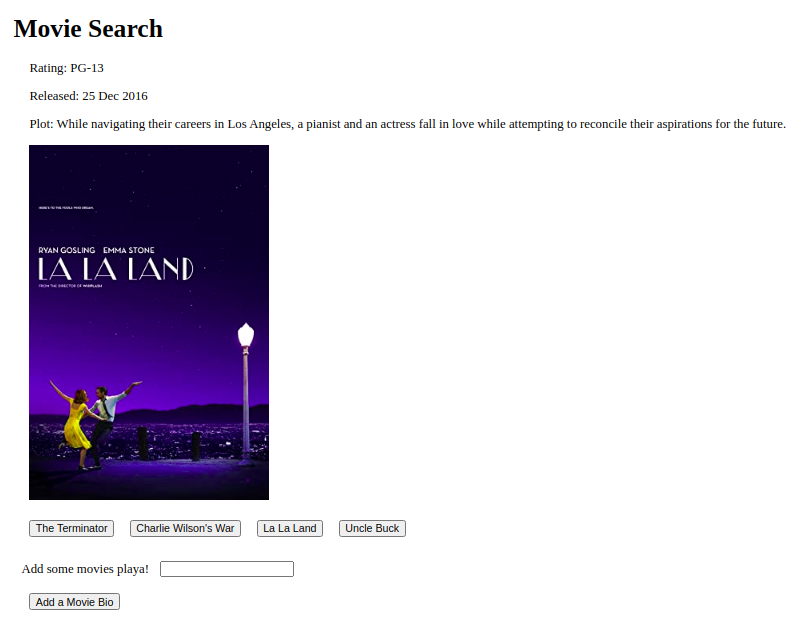 Movie Search
Rating: PG-13
Released: 25 Dec 2016
Plot: While navigating their careers in Los Angeles, a pianist and an actress fall in love while attempting to reconcile their aspirations for the future.
HERE'S TO THE FOOLS WHO DREAM.
RYAN GOSLING EMMA STONE
LA LA LAND
FROM THE DIRECTOR OF WHIPLASH
The Terminator Charlie Wilson's War La La Land Uncle Buck
Add some movies playa!
Add a Movie Bio